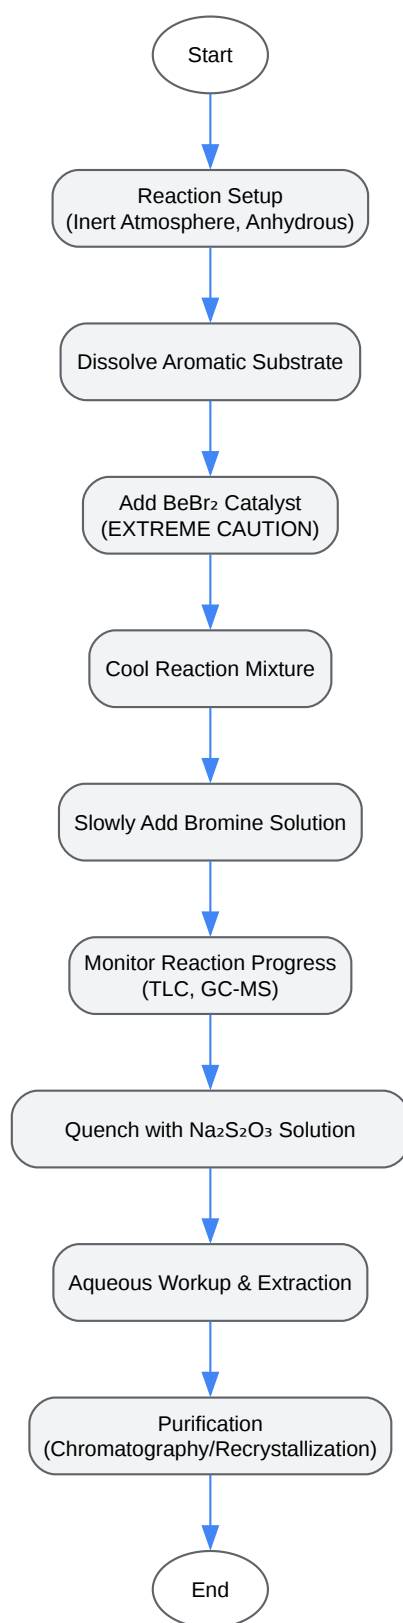 Start
Reaction Setup
(Inert Atmosphere, Anhydrous)
Dissolve Aromatic Substrate
Add BeBr₂ Catalyst
(EXTREME CAUTION)
Cool Reaction Mixture
Slowly Add Bromine Solution
Monitor Reaction Progress
(TLC, GC-MS)
Quench with Na₂S₂O₃ Solution
Aqueous Workup & Extraction
Purification
(Chromatography/Recrystallization)
End